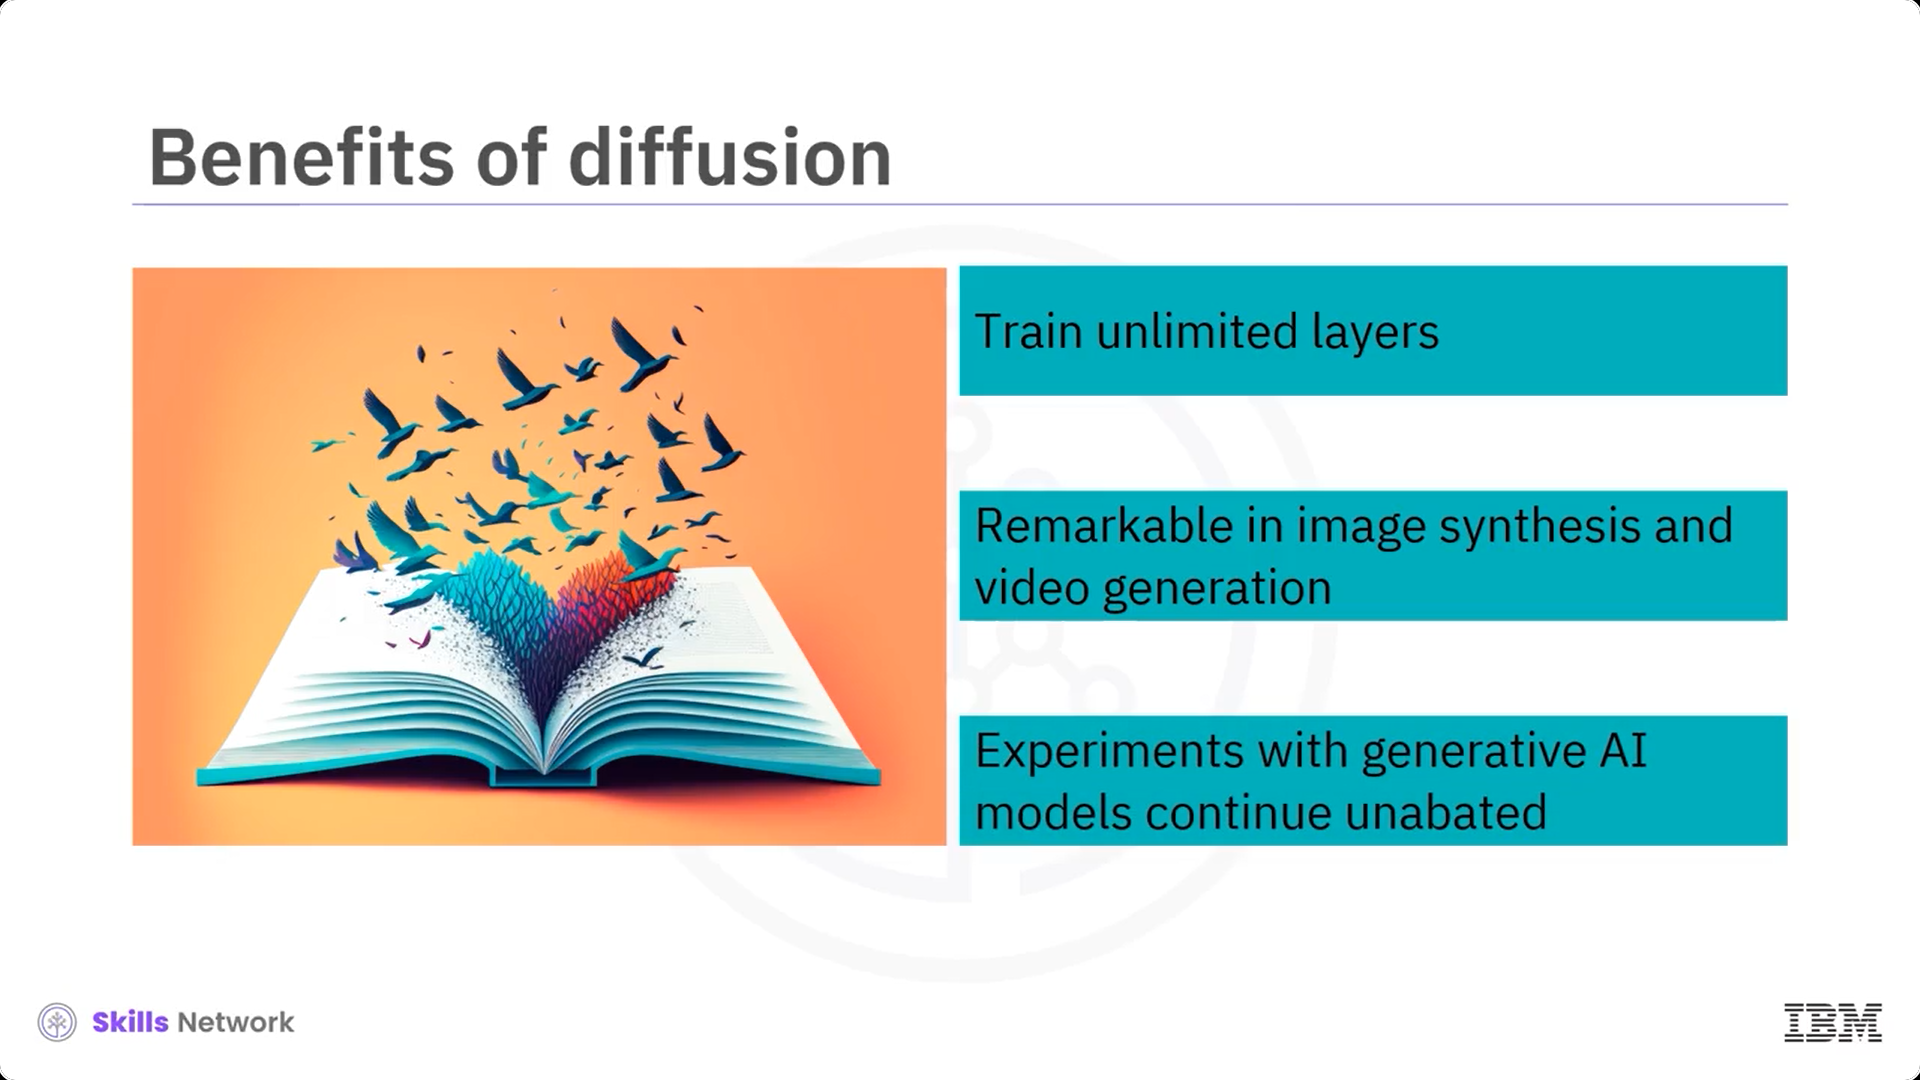 Benefits of diffusion
Train unlimited layers
Remarkable in image synthesis and
video generation
Experiments with generative AI
models continue unabated
Skills Network
IBM